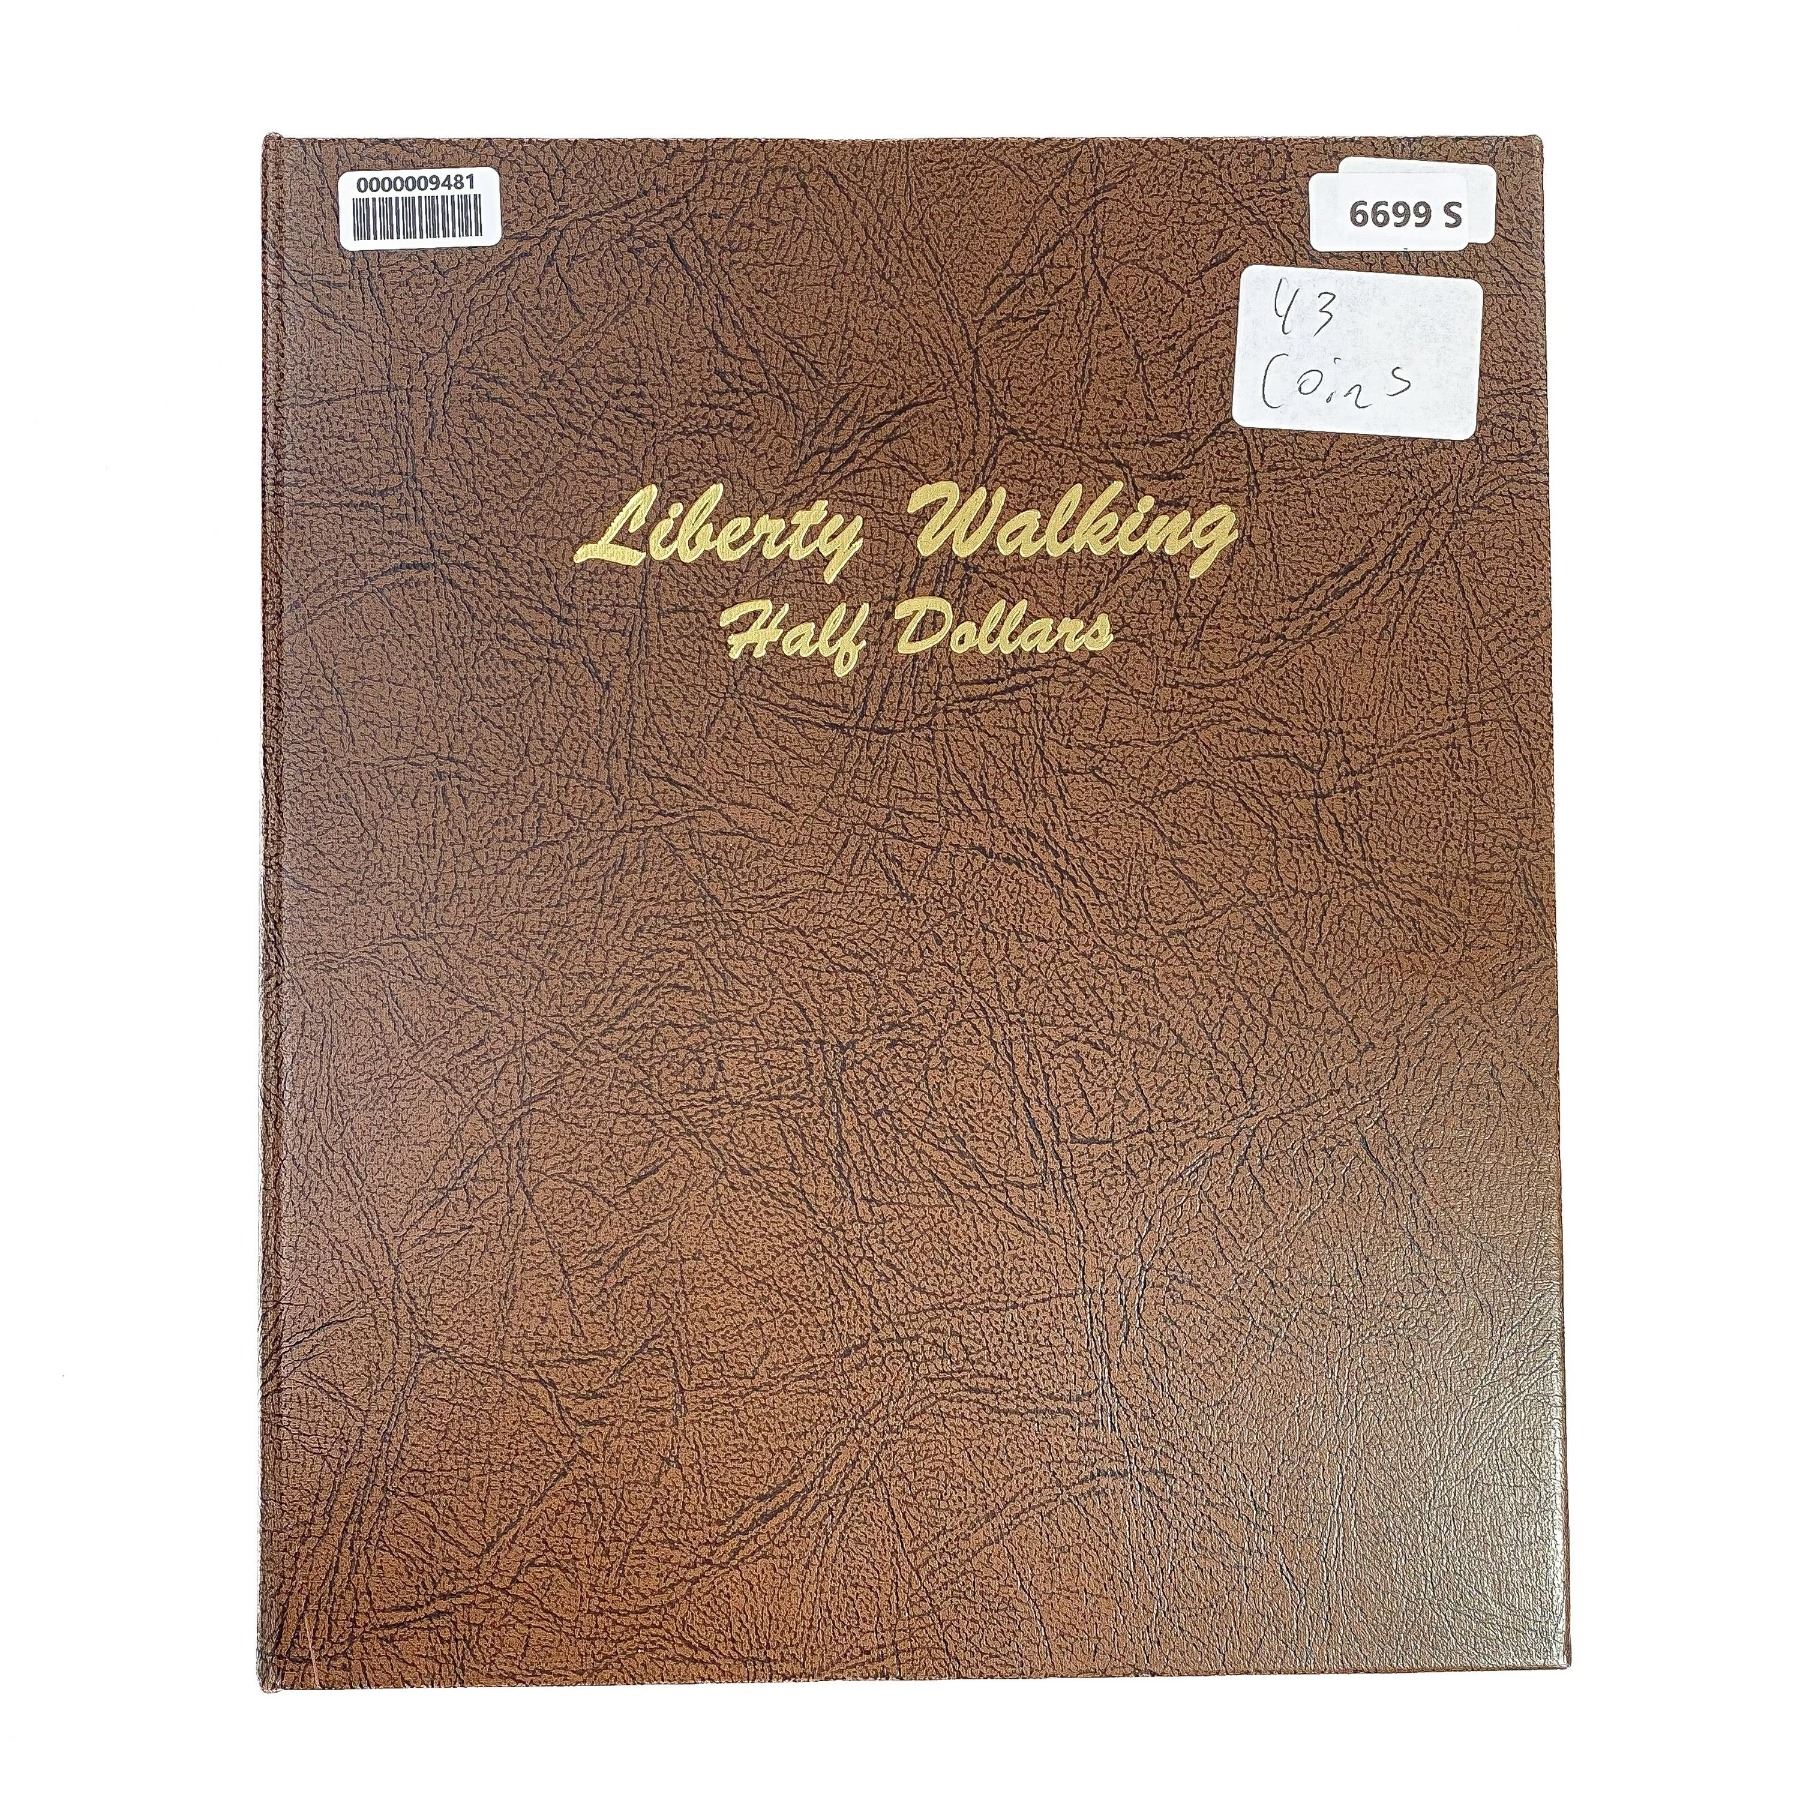 0000009481
6699 S
43
Coins
Liberty Walking
Half Dollars